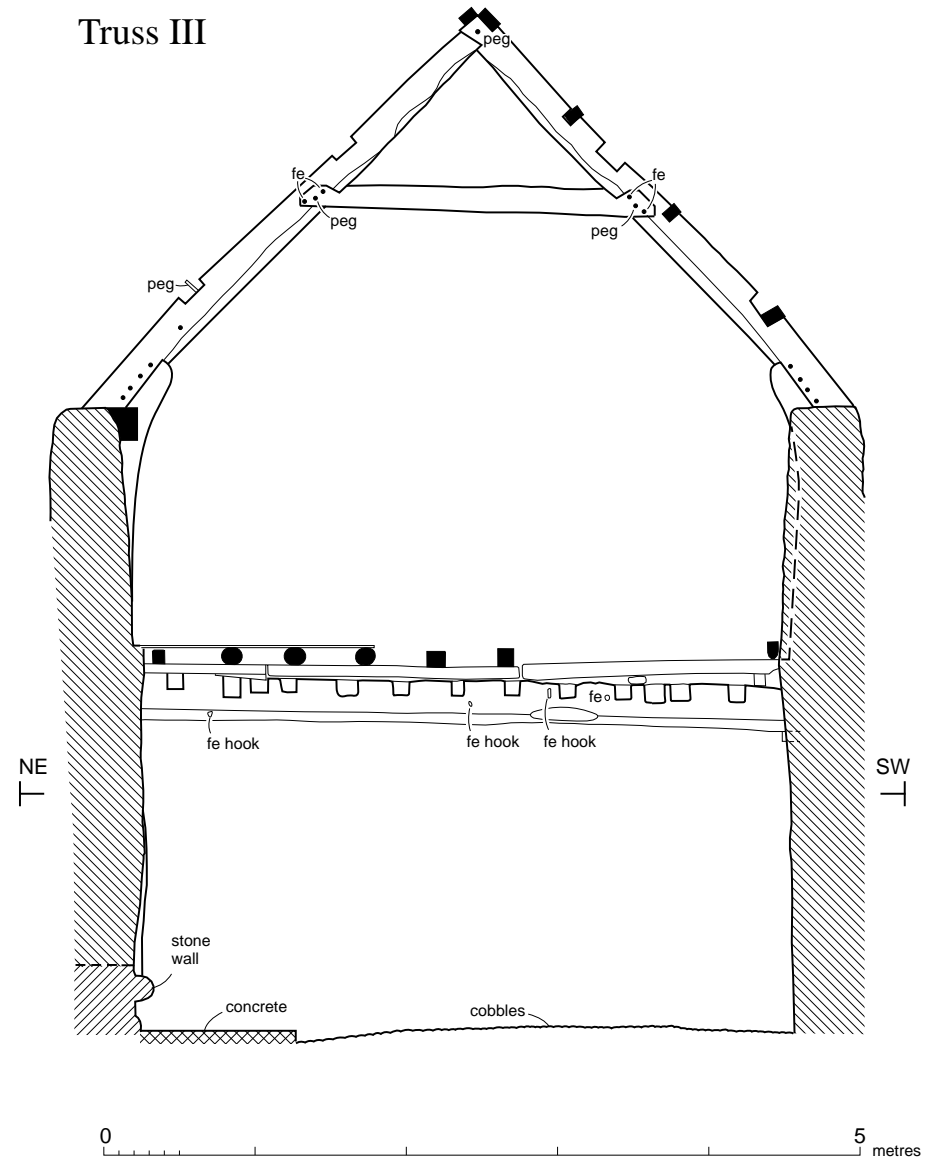 Truss III
peg
fe
fe
peg
peg
peg
fe
fe hook
fe hook
fe hook
NE
SW
stone
wall
concrete
cobbles
0
5
metres